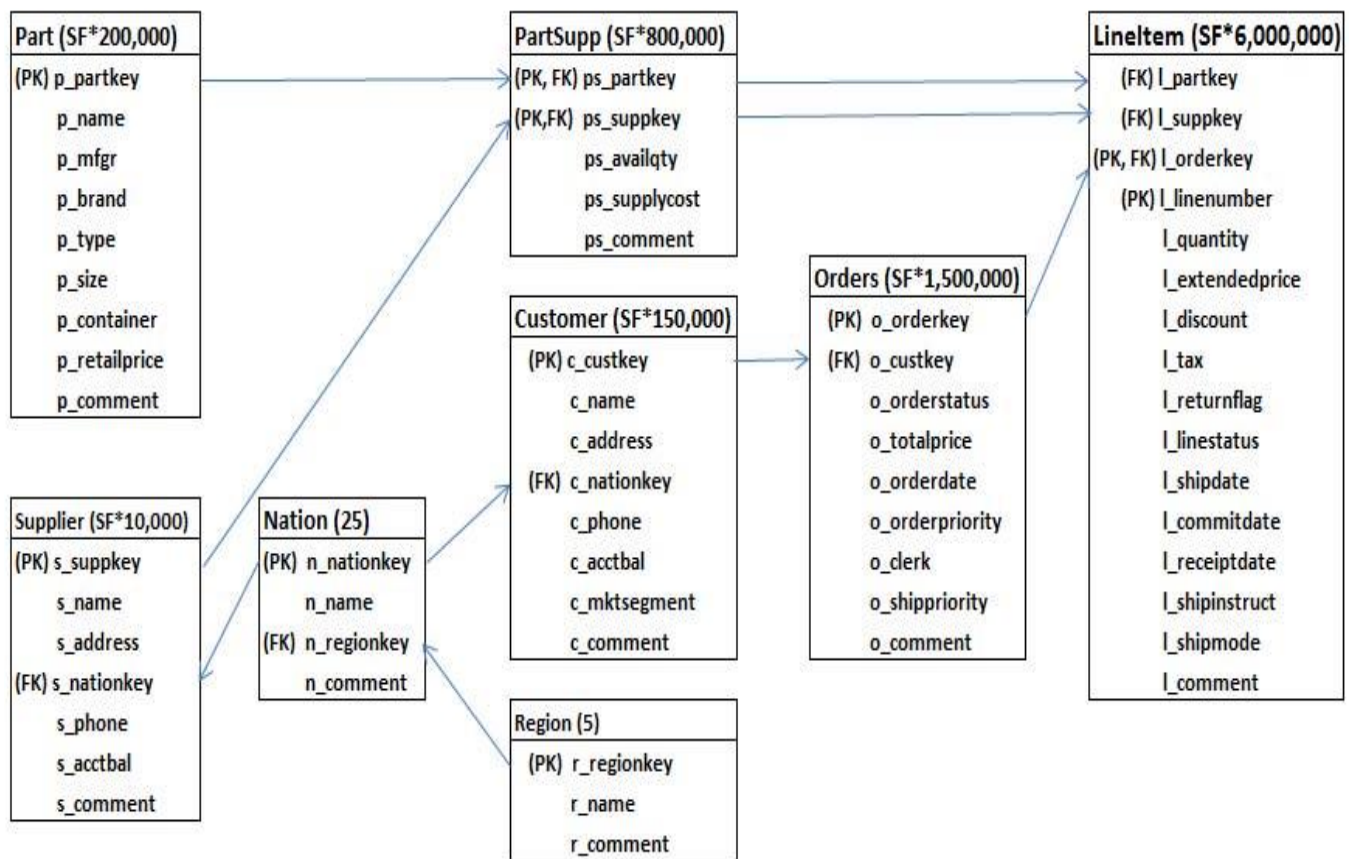 Part (SF*200,000)
(PK) p_partkey
p_name
p_mfgr
p_brand
p_type
p_size
p_container
p_retailprice
p_comment
PartSupp (SF*800,000)
(PK, FK) ps_partkey
(PK,FK) ps_suppkey
ps_availqty
ps_supplycost
ps_comment
LineItem (SF*6,000,000)
(FK) l_partkey
(FK) l_suppkey
(PK, FK) l_orderkey
(PK) l_linenumber
l_quantity
l_extendedprice
l_discount
l_tax
l_returnflag
l_linestatus
l_shipdate
l_commitdate
l_receiptdate
l_shipinstruct
l_shipmode
l_comment
Orders (SF*1,500,000)
(PK) o_orderkey
(FK) o_custkey
o_orderstatus
o_totalprice
o_orderdate
o_orderpriority
o_clerk
o_shippriority
o_comment
Customer (SF*150,000)
(PK) c_custkey
c_name
c_address
(FK) c_nationkey
c_phone
c_acctbal
c_mktsegment
c_comment
Supplier (SF*10,000)
(PK) s_suppkey
s_name
s_address
(FK) s_nationkey
s_phone
s_acctbal
s_comment
Nation (25)
(PK) n_nationkey
n_name
(FK) n_regionkey
n_comment
Region (5)
(PK) r_regionkey
r_name
r_comment